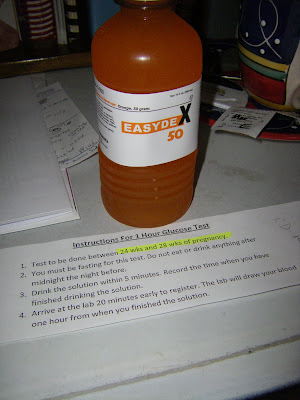 Orange, 50 gram
EASYDEX
50
Instructions For 1 Hour Glucose Test
1. Test to be done between 24 wks and 28 wks of pregnancy.
2. You must be fasting for this test. Do not eat or drink anything after
midnight the night before.
3. Drink the solution within 5 minutes. Record the time when you have
finished drinking the solution.
4. Arrive at the lab 20 minutes early to register. The lab will draw your blood
one hour from when you finished the solution.